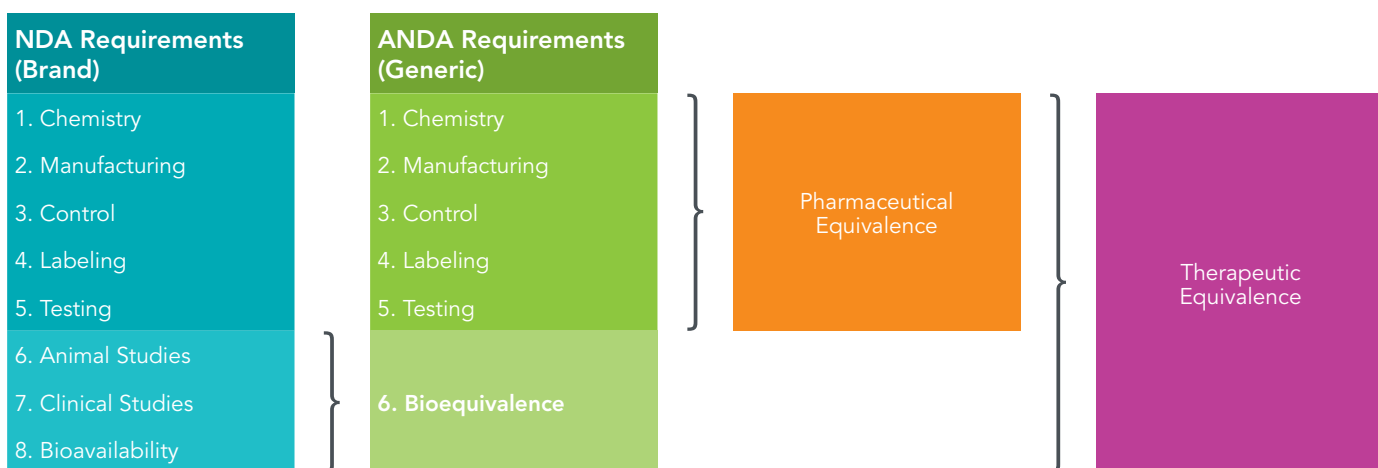 NDA Requirements
(Brand)
1. Chemistry
2. Manufacturing
3. Control
4. Labeling
5. Testing
6. Animal Studies
7. Clinical Studies
8. Bioavailability
ANDA Requirements
(Generic)
1. Chemistry
2. Manufacturing
3. Control
4. Labeling
5. Testing
6. Bioequivalence
Pharmaceutical
Equivalence
Therapeutic
Equivalence